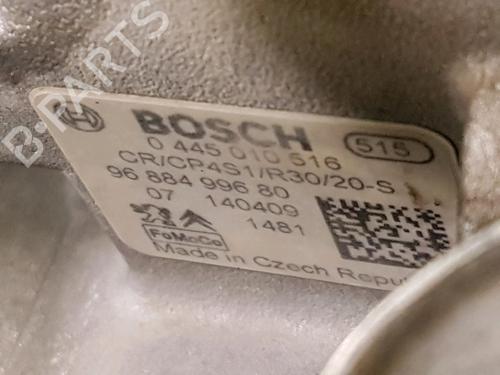 B-PARTS
BOSCH 515
0 445 010 516
CR/CP4S1/R30/20-S
96 884 996 80
07 140409
1481
FoMoCo
Made in Czech Repu